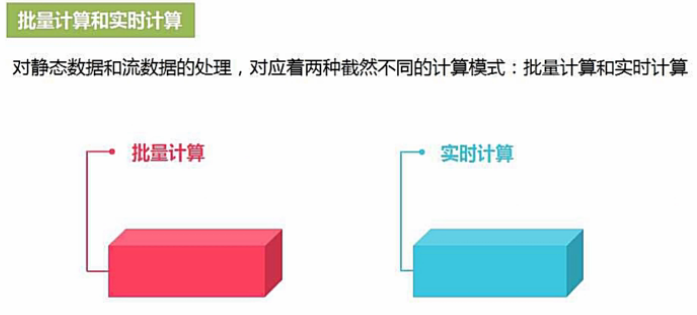 批量计算和实时计算
对静态数据和流数据的处理，对应着两种截然不同的计算模式：批量计算和实时计算
批量计算
实时计算